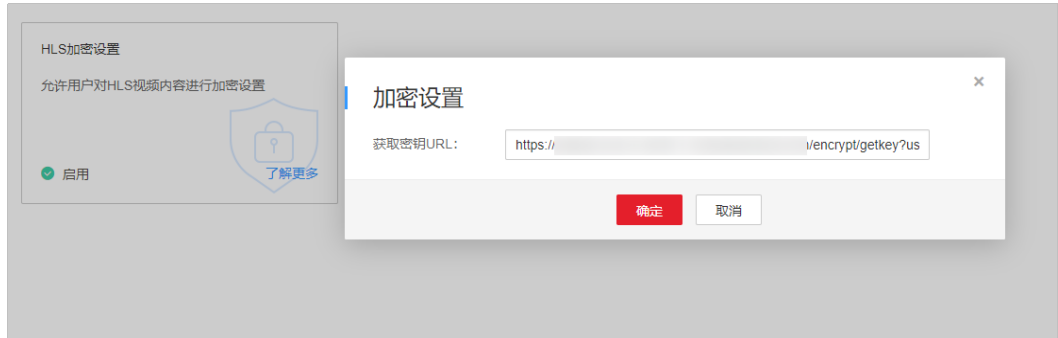 HLS加密设置
允许用户对HLS视频内容进行加密设置
启用
了解更多
加密设置
×
获取密钥URL：
https:// /encrypt/getkey?us
确定
取消